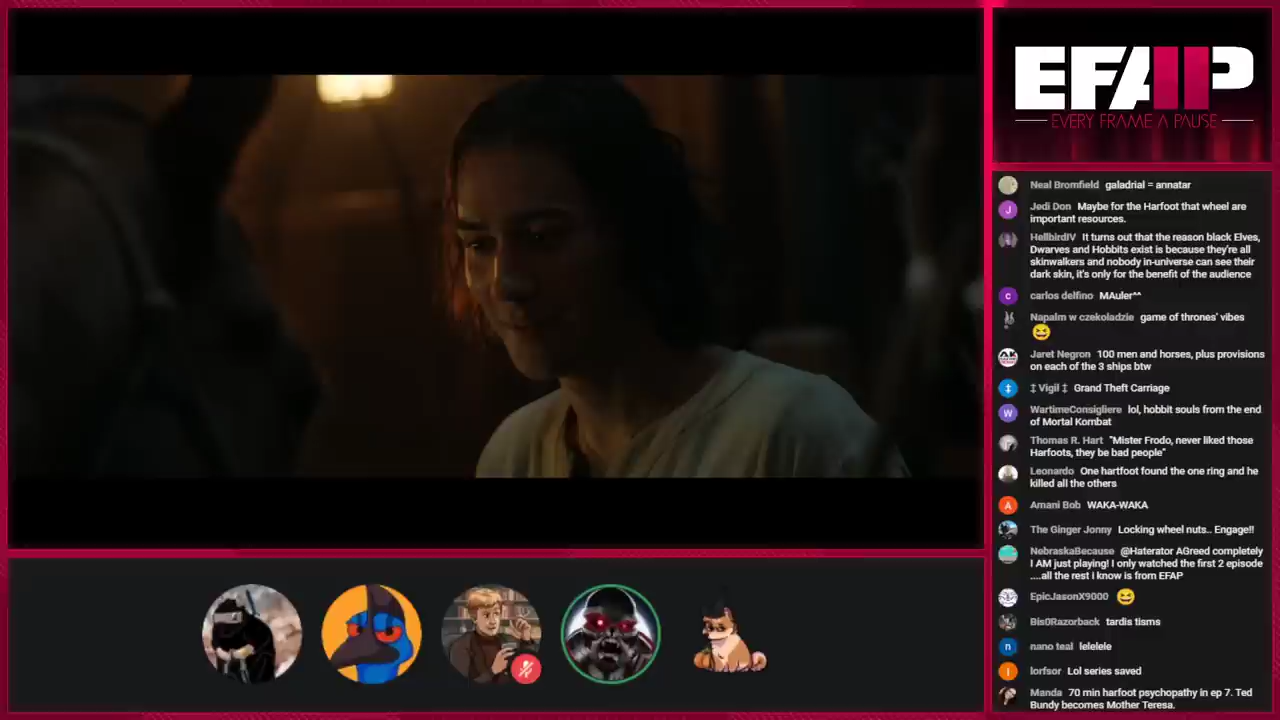 EFAP
EVERY FRAME A PAUSE
Neal Bromfield galadrial = annatar
Jedi Don Maybe for the Harfoot that wheel are
important resources.
HellbirdIV It turns out that the reason black Elves,
Dwarves and Hobbits exist is because they're all
skinwalkers and nobody in-universe can see their
dark skin, it's only for the benefit of the audience
carlos delfino MAuler^^
Napalm w czekoladzie game of thrones' vibes
😆
Jaret Negron 100 men and horses, plus provisions
on each of the 3 ships btw
‡ Vigil ‡ Grand Theft Carriage
WartimeConsigliere lol, hobbit souls from the end
of Mortal Kombat
Thomas R. Hart "Mister Frodo, never liked those
Harfoots, they be bad people"
Leonardo One hartfoot found the one ring and he
killed all the others
Amani Bob WAKA-WAKA
The Ginger Jonny Locking wheel nuts.. Engage!!
NebraskaBecause @Haterator AGreed completely
I AM just playing! I only watched the first 2 episode
....all the rest i know is from EFAP
EpicJasonX9000 😆
Bis0Razorback tardis tisms
nano teal lelelele
lorfsor Lol series saved
Manda 70 min harfoot psychopathy in ep 7. Ted
Bundy becomes Mother Teresa.